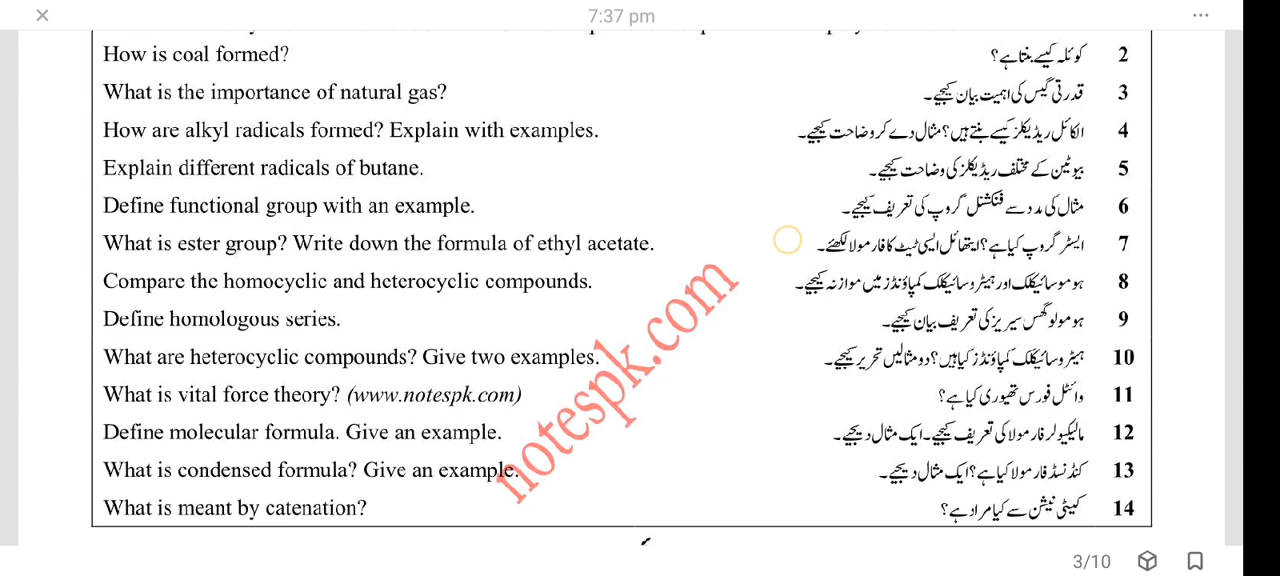 7:37 pm
How is coal formed? کوئلہ کیسے بنتا ہے؟ 2
What is the importance of natural gas? قدرتی گیس کی اہمیت بیان کیجیے۔ 3
How are alkyl radicals formed? Explain with examples. الکائل ریڈیکلز کیسے بنتے ہیں؟ مثال دے کر وضاحت کیجیے۔ 4
Explain different radicals of butane. بیوٹین کے مختلف ریڈیکلز کی وضاحت کیجیے۔ 5
Define functional group with an example. مثال کی مدد سے فنکشنل گروپ کی تعریف کیجیے۔ 6
What is ester group? Write down the formula of ethyl acetate. ایسٹر گروپ کیا ہے؟ ایتھائل ایسی ٹیٹ کا فارمولا لکھئے۔ 7
Compare the homocyclic and heterocyclic compounds. ہوموسائیکلک اور ہیٹروسائیکلک کمپاؤنڈز میں موازنہ کیجیے۔ 8
Define homologous series. ہومولوگس سیریز کی تعریف بیان کیجیے۔ 9
What are heterocyclic compounds? Give two examples. ہیٹروسائیکلک کمپاؤنڈز کیا ہیں؟ دو مثالیں تحریر کیجیے۔ 10
What is vital force theory? (www.notespk.com) وائٹل فورس تھیوری کیا ہے؟ 11
Define molecular formula. Give an example. مالیکیولر فارمولا کی تعریف کیجیے۔ ایک مثال دیجیے۔ 12
What is condensed formula? Give an example. کنڈنسڈ فارمولا کیا ہے؟ ایک مثال دیجیے۔ 13
What is meant by catenation? کیٹی نیشن سے کیا مراد ہے؟ 14
notespk.com
3/10